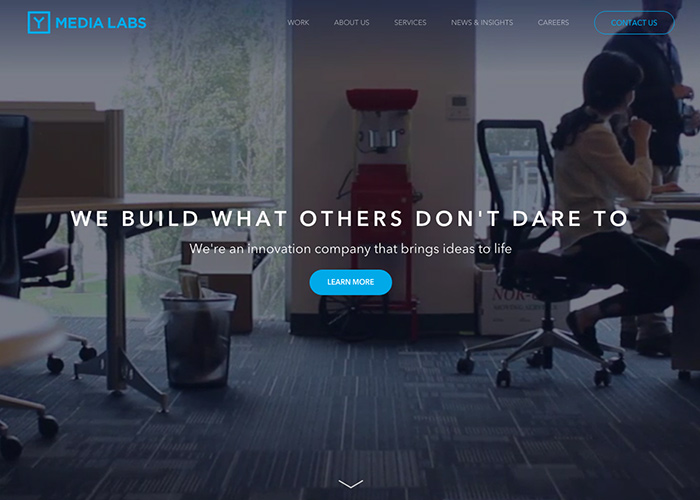 Y MEDIA LABS
WORK ABOUT US SERVICES NEWS & INSIGHTS CAREERS CONTACT US
WE BUILD WHAT OTHERS DON'T DARE TO
We're an innovation company that brings ideas to life
LEARN MORE